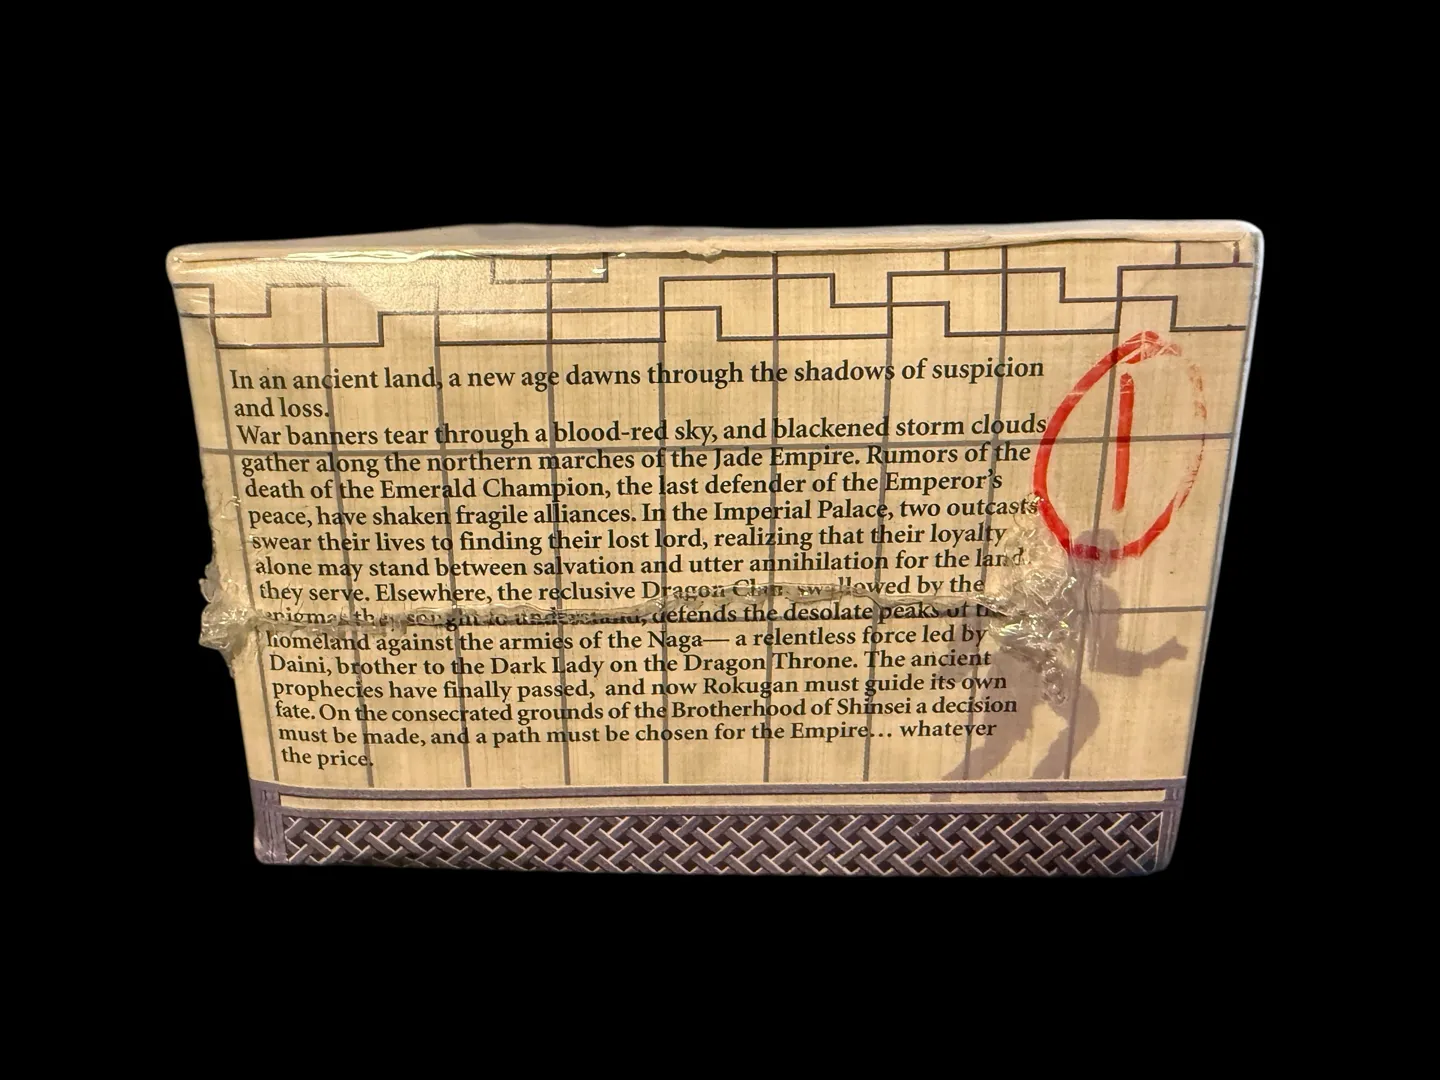 In an ancient land, a new age dawns through the shadows of suspicion
and loss.
War banners tear through a blood-red sky, and blackened storm clouds
gather along the northern marches of the Jade Empire. Rumors of the
death of the Emerald Champion, the last defender of the Emperor's
peace, have shaken fragile alliances. In the Imperial Palace, two outcasts
swear their lives to finding their lost lord, realizing that their loyalty
alone may stand between salvation and utter annihilation for the land
they serve. Elsewhere, the reclusive Dragon Clan, swallowed by the
enigmas they sought to understand, defends the desolate peaks of their
homeland against the armies of the Naga— a relentless force led by
Daini, brother to the Dark Lady on the Dragon Throne. The ancient
prophecies have finally passed, and now Rokugan must guide its own
fate. On the consecrated grounds of the Brotherhood of Shinsei a decision
must be made, and a path must be chosen for the Empire... whatever
the price.
1